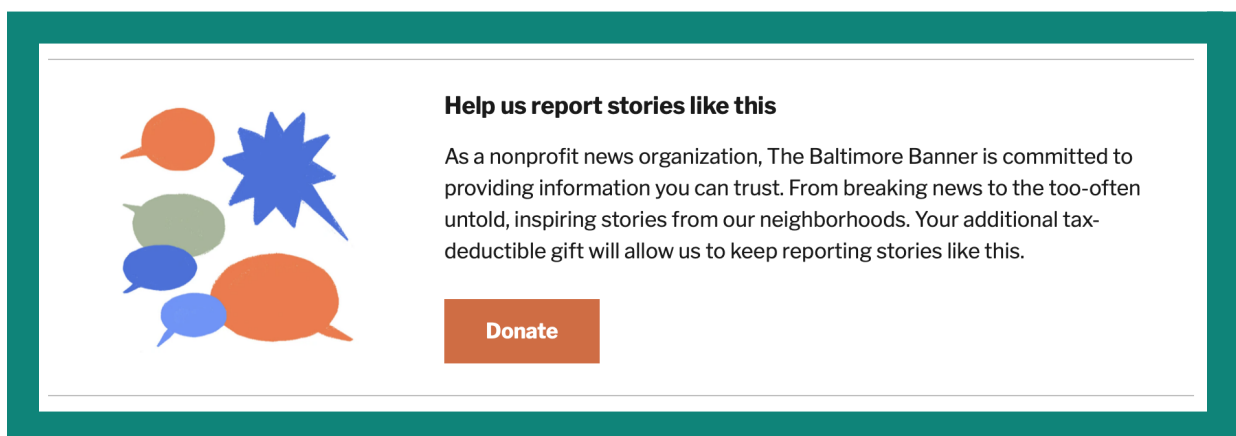 Help us report stories like this
As a nonprofit news organization, The Baltimore Banner is committed to
providing information you can trust. From breaking news to the too-often
untold, inspiring stories from our neighborhoods. Your additional tax-
deductible gift will allow us to keep reporting stories like this.
Donate